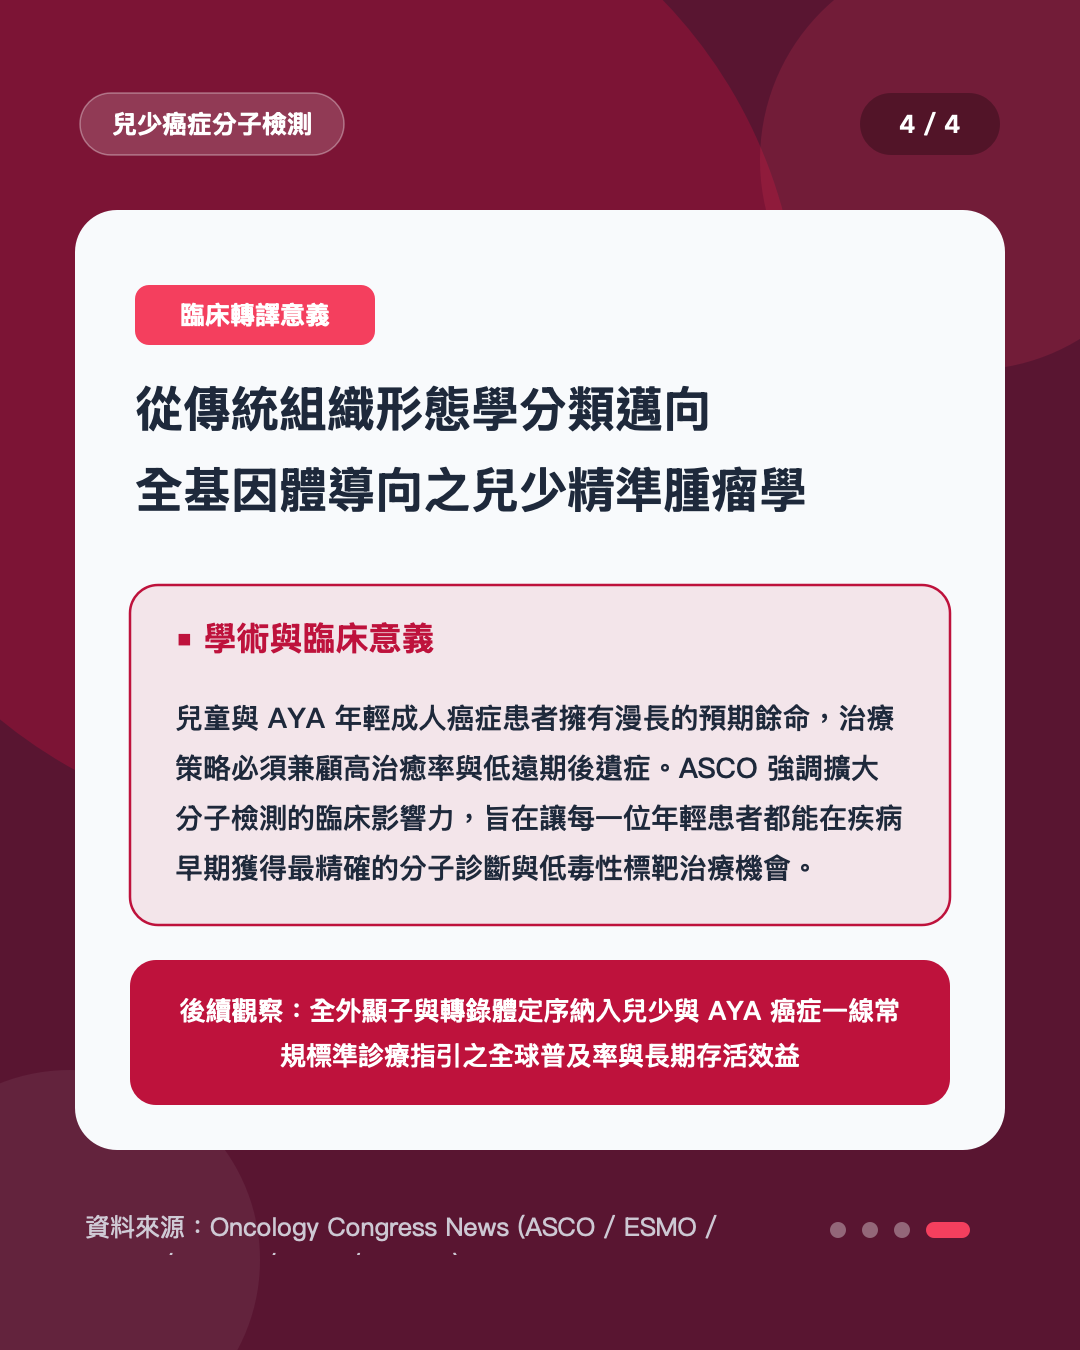 兒少癌症分子檢測
4 / 4
臨床轉譯意義
從傳統組織形態學分類邁向
全基因體導向之兒少精準腫瘤學
▪ 學術與臨床意義
兒童與 AYA 年輕成人癌症患者擁有漫長的預期餘命，治療
策略必須兼顧高治癒率與低遠期後遺症。ASCO 強調擴大
分子檢測的臨床影響力，旨在讓每一位年輕患者都能在疾病
早期獲得最精確的分子診斷與低毒性標靶治療機會。
後續觀察：全外顯子與轉錄體定序納入兒少與 AYA 癌症一線常
規標準診療指引之全球普及率與長期存活效益
資料來源：Oncology Congress News (ASCO / ESMO /